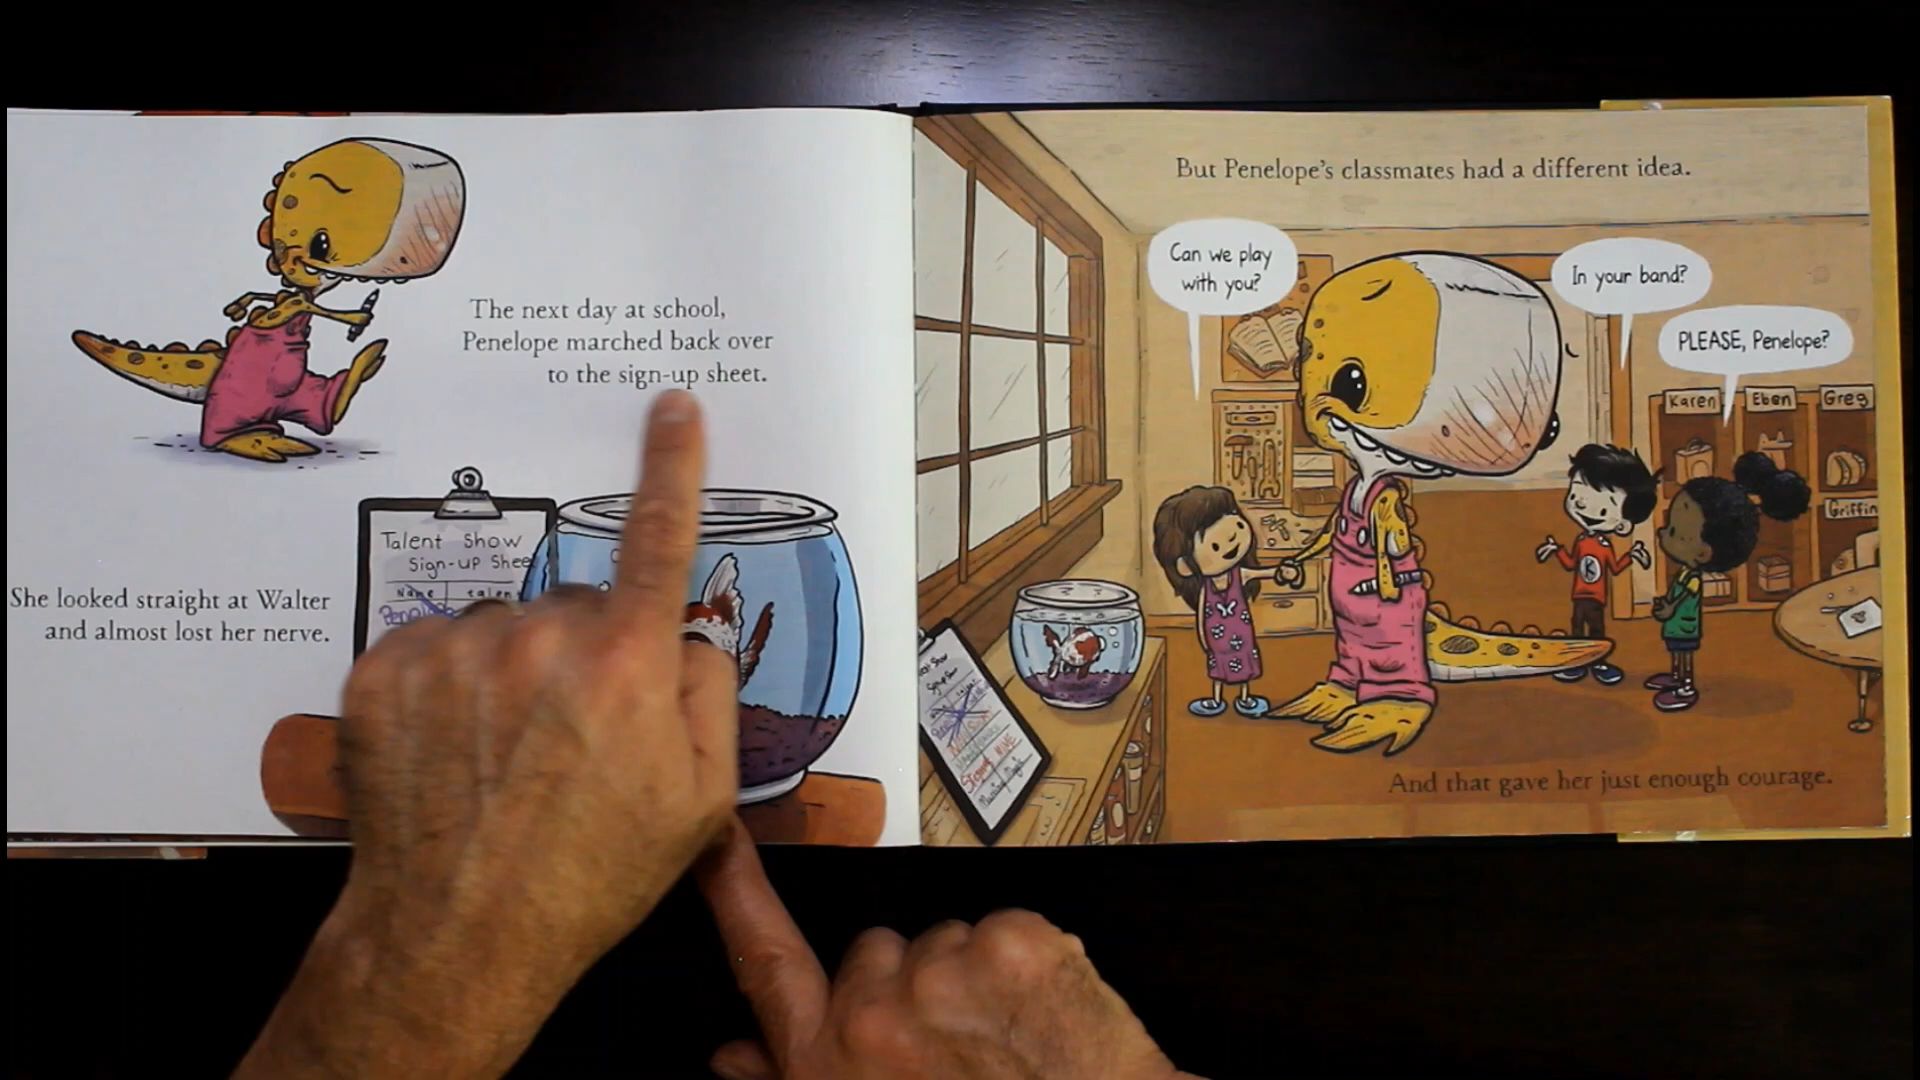 The next day at school,
Penelope marched back over
to the sign-up sheet.
Talent Show
Sign-up Shee
Name talen
She looked straight at Walter
and almost lost her nerve.
But Penelope's classmates had a different idea.
Can we play
with you?
In your band?
PLEASE, Penelope?
Karen Eben Greg
Griffin
K
And that gave her just enough courage.